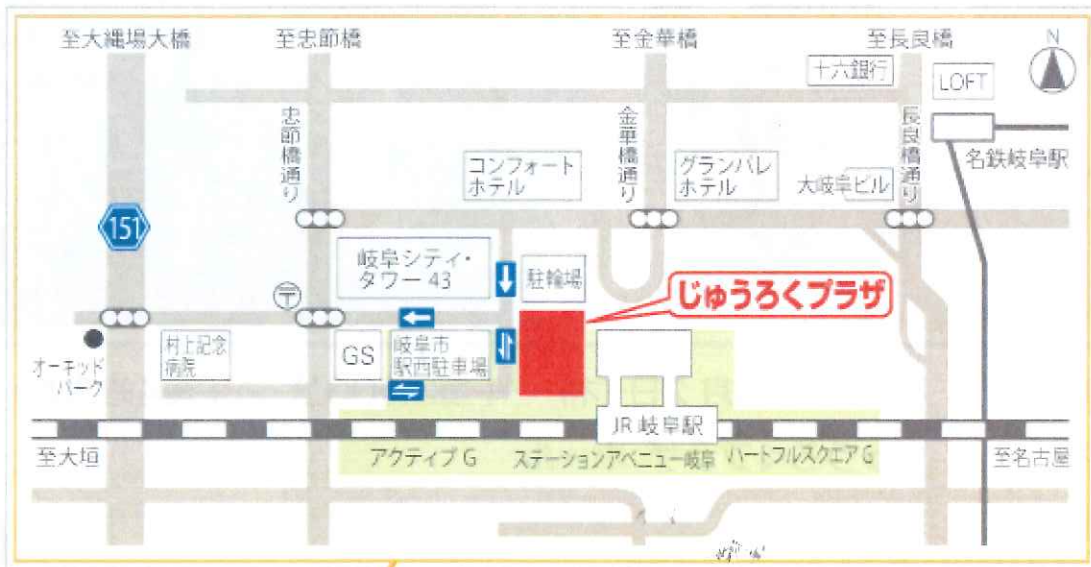 至大縄場大橋
至忠節橋
至金華橋
至長良橋
N
十六銀行
LOFT
忠節橋通り
金華橋通り
長良橋通り
名鉄岐阜駅
コンフォート
ホテル
グランパレ
ホテル
大岐阜ビル
151
岐阜シティ・
タワー 43
駐輪場
じゅうろくプラザ
〒
オーキッド
パーク
村上記念
病院
GS
岐阜市
駅西駐車場
JR 岐阜駅
至大垣
アクティブ G
ステーションアベニュー岐阜
ハートフルスクエア G
至名古屋